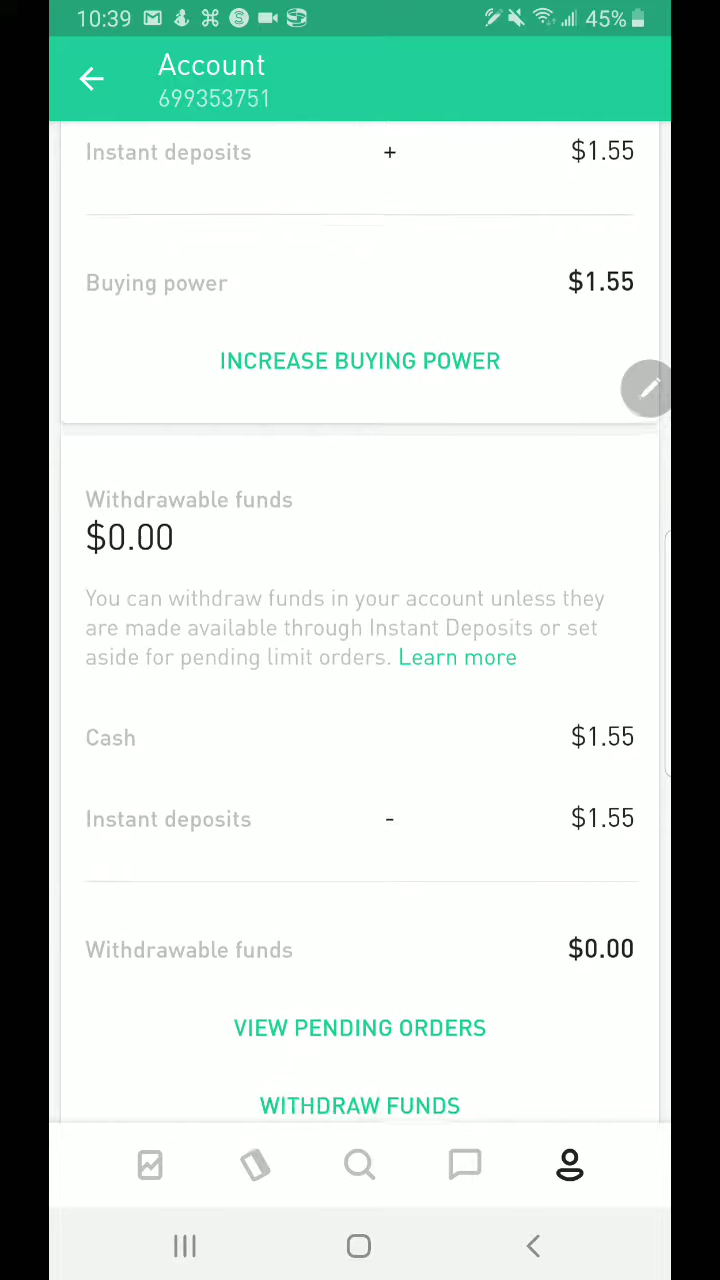 10:39 45%
Account
699353751
Instant deposits + $1.55
Buying power $1.55
INCREASE BUYING POWER
Withdrawable funds
$0.00
You can withdraw funds in your account unless they
are made available through Instant Deposits or set
aside for pending limit orders. Learn more
Cash $1.55
Instant deposits - $1.55
Withdrawable funds $0.00
VIEW PENDING ORDERS
WITHDRAW FUNDS